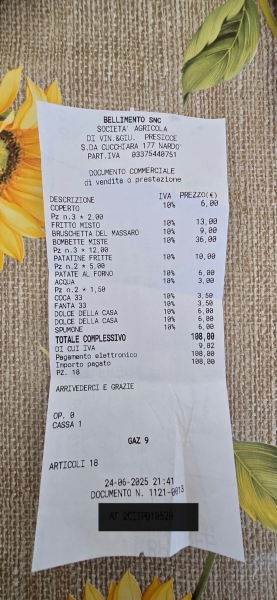 BELLIMENTO SNC
SOCIETA' AGRICOLA
DI VIN.&GIU. PRESICCE
S.DA CUCCHIARA 177 NARDO'
PART.IVA 03375440751
DOCUMENTO COMMERCIALE
di vendita o prestazione
DESCRIZIONE IVA PREZZO(€)
COPERTO 10% 6,00
Pz n.3 * 2,00
FRITTO MISTO 10% 13,00
BRUSCHETTA DEL MASSARO 10% 9,00
BOMBETTE MISTE 10% 36,00
Pz n.3 * 12,00
PATATINE FRITTE 10% 10,00
Pz n.2 * 5,00
PATATE AL FORNO 10% 6,00
ACQUA 10% 3,00
Pz n.2 * 1,50
COCA 33 10% 3,50
FANTA 33 10% 3,50
DOLCE DELLA CASA 10% 6,00
DOLCE DELLA CASA 10% 6,00
SPUMONE 10% 6,00
TOTALE COMPLESSIVO 108,00
DI CUI IVA 9,82
Pagamento elettronico 108,00
Importo pagato 108,00
PZ. 18
ARRIVEDERCI E GRAZIE
OP. 0
CASSA 1
GAZ 9
ARTICOLI 18
24-06-2025 21:41
DOCUMENTO N. 1121-0013